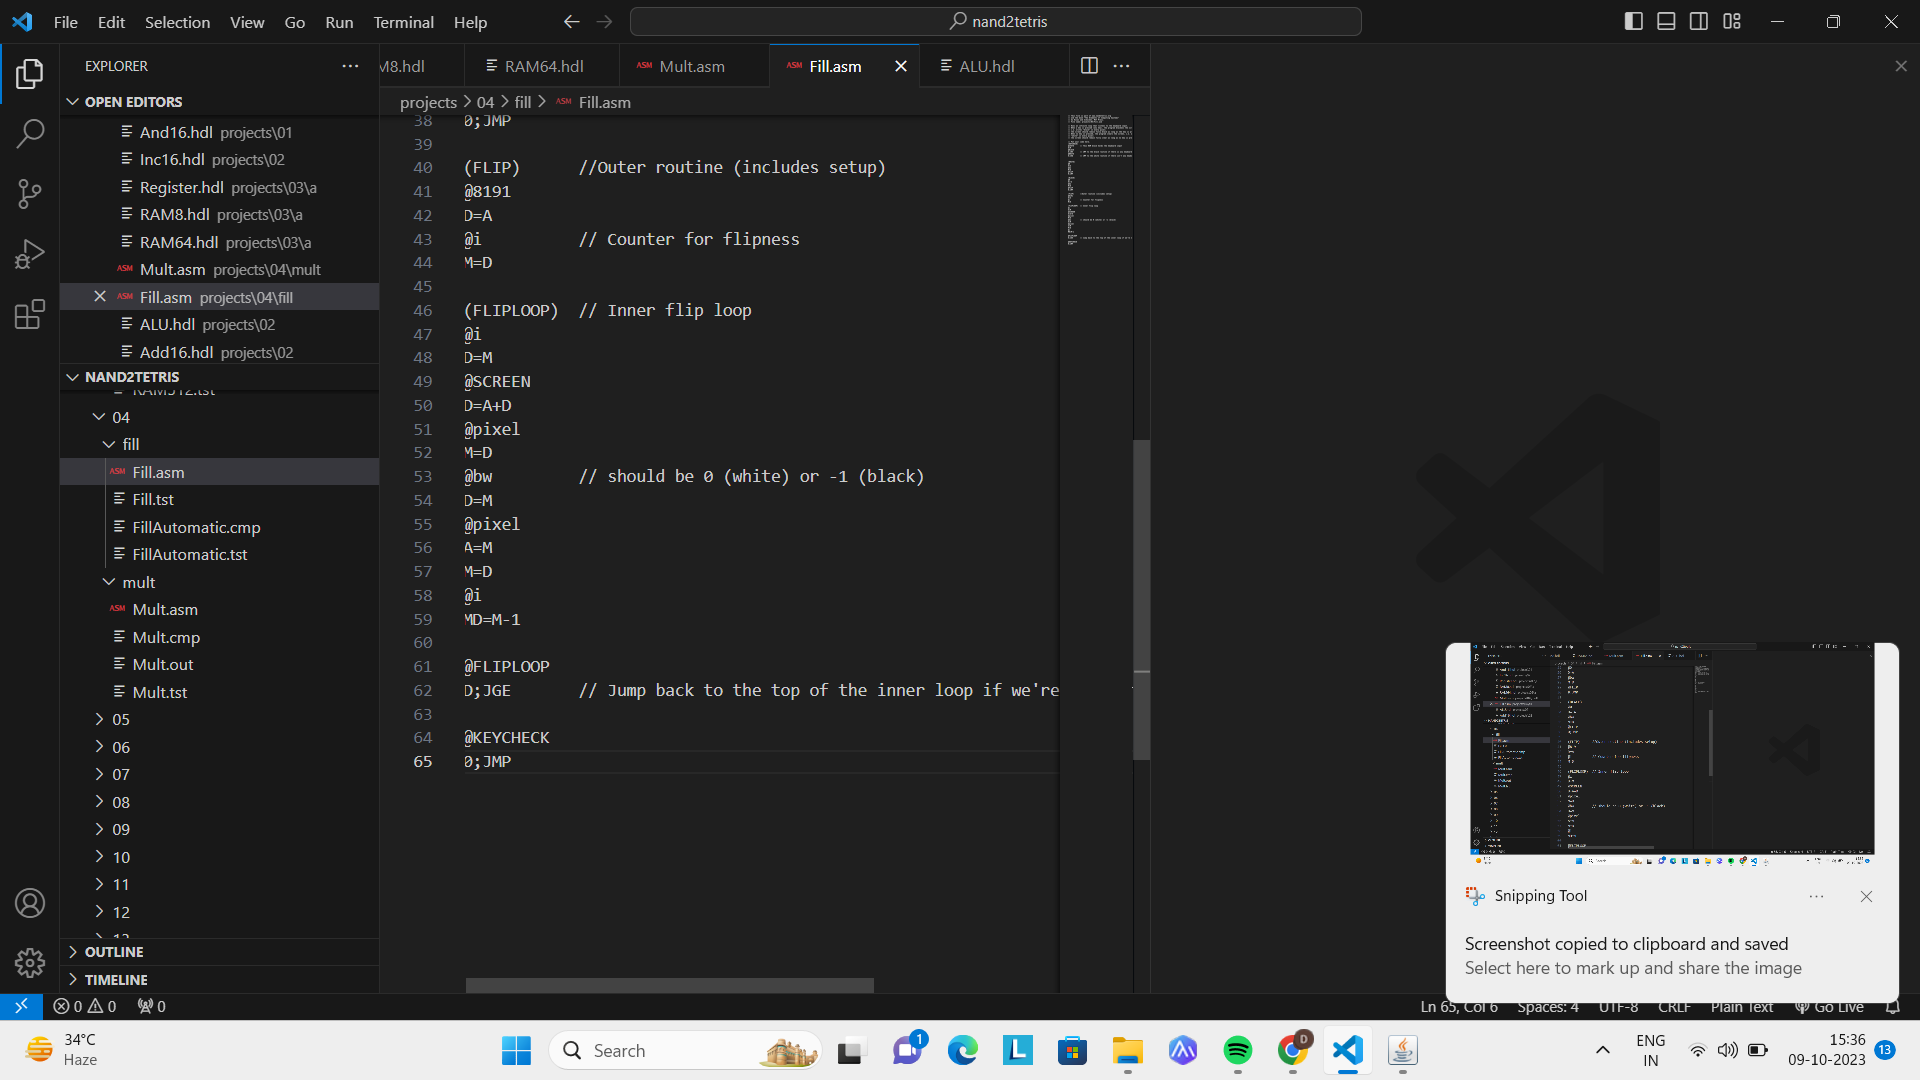 File Edit Selection View Go Run Terminal Help
nand2tetris
EXPLORER
OPEN EDITORS
And16.hdl projects\01
Inc16.hdl projects\02
Register.hdl projects\03\a
RAM8.hdl projects\03\a
RAM64.hdl projects\03\a
ASM Mult.asm projects\04\mult
ASM Fill.asm projects\04\fill
ALU.hdl projects\02
Add16.hdl projects\02
NAND2TETRIS
RAM512.tst
04
fill
ASM Fill.asm
Fill.tst
FillAutomatic.cmp
FillAutomatic.tst
mult
ASM Mult.asm
Mult.cmp
Mult.out
Mult.tst
05
06
07
08
09
10
11
12
OUTLINE
TIMELINE
M8.hdl
RAM64.hdl
ASM Mult.asm
ASM Fill.asm
ALU.hdl
projects > 04 > fill > ASM Fill.asm
38 0;JMP
39
40 (FLIP) //Outer routine (includes setup)
41 @8191
42 D=A
43 @i // Counter for flipness
44 M=D
45
46 (FLIPLOOP) // Inner flip loop
47 @i
48 D=M
49 @SCREEN
50 D=A+D
51 @pixel
52 M=D
53 @bw // should be 0 (white) or -1 (black)
54 D=M
55 @pixel
56 A=M
57 M=D
58 @i
59 MD=M-1
60
61 @FLIPLOOP
62 D;JGE // Jump back to the top of the inner loop if we're
63
64 @KEYCHECK
65 0;JMP
Snipping Tool
Screenshot copied to clipboard and saved
Select here to mark up and share the image
0 0 0
Ln 65, Col 6 Spaces: 4 UTF-8 CRLF Plain Text Go Live
34°C
Haze
Search
1
D
ENG
IN
15:36
09-10-2023
13